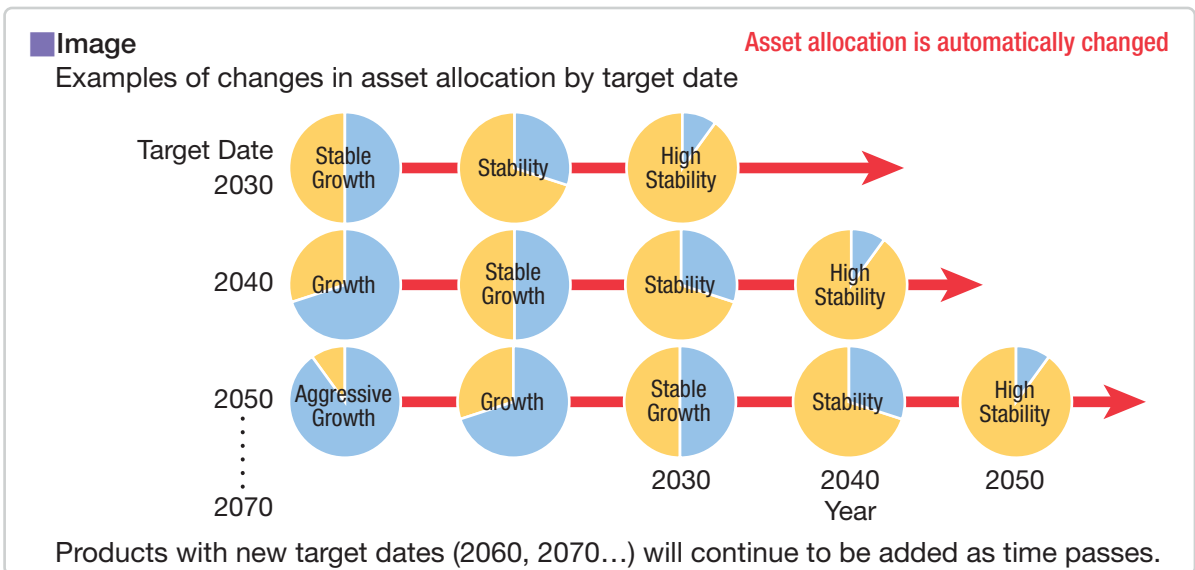 Image
Asset allocation is automatically changed
Examples of changes in asset allocation by target date
Target Date
2030
Stable
Growth
Stability
High
Stability
2040
Growth
Stable
Growth
Stability
High
Stability
2050
Aggressive
Growth
Growth
Stable
Growth
Stability
High
Stability
2070
2030
2040
2050
Year
Products with new target dates (2060, 2070…) will continue to be added as time passes.